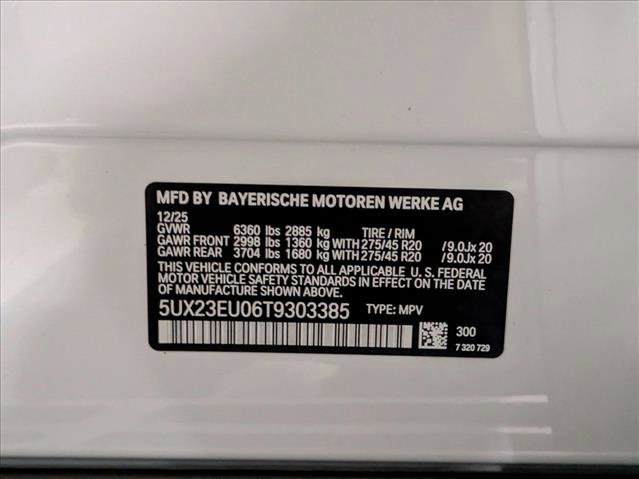 MFD BY BAYERISCHE MOTOREN WERKE AG
12/25
GVWR 6360 lbs 2885 kg TIRE / RIM
GAWR FRONT 2998 lbs 1360 kg WITH 275/45 R20 /9.0Jx 20
GAWR REAR 3704 lbs 1680 kg WITH 275/45 R20 /9.0Jx 20
THIS VEHICLE CONFORMS TO ALL APPLICABLE U. S. FEDERAL
MOTOR VEHICLE SAFETY STANDARDS IN EFFECT ON THE
DATE OF MANUFACTURE SHOWN ABOVE.
5UX23EU06T9303385 TYPE: MPV
300
7 320 729